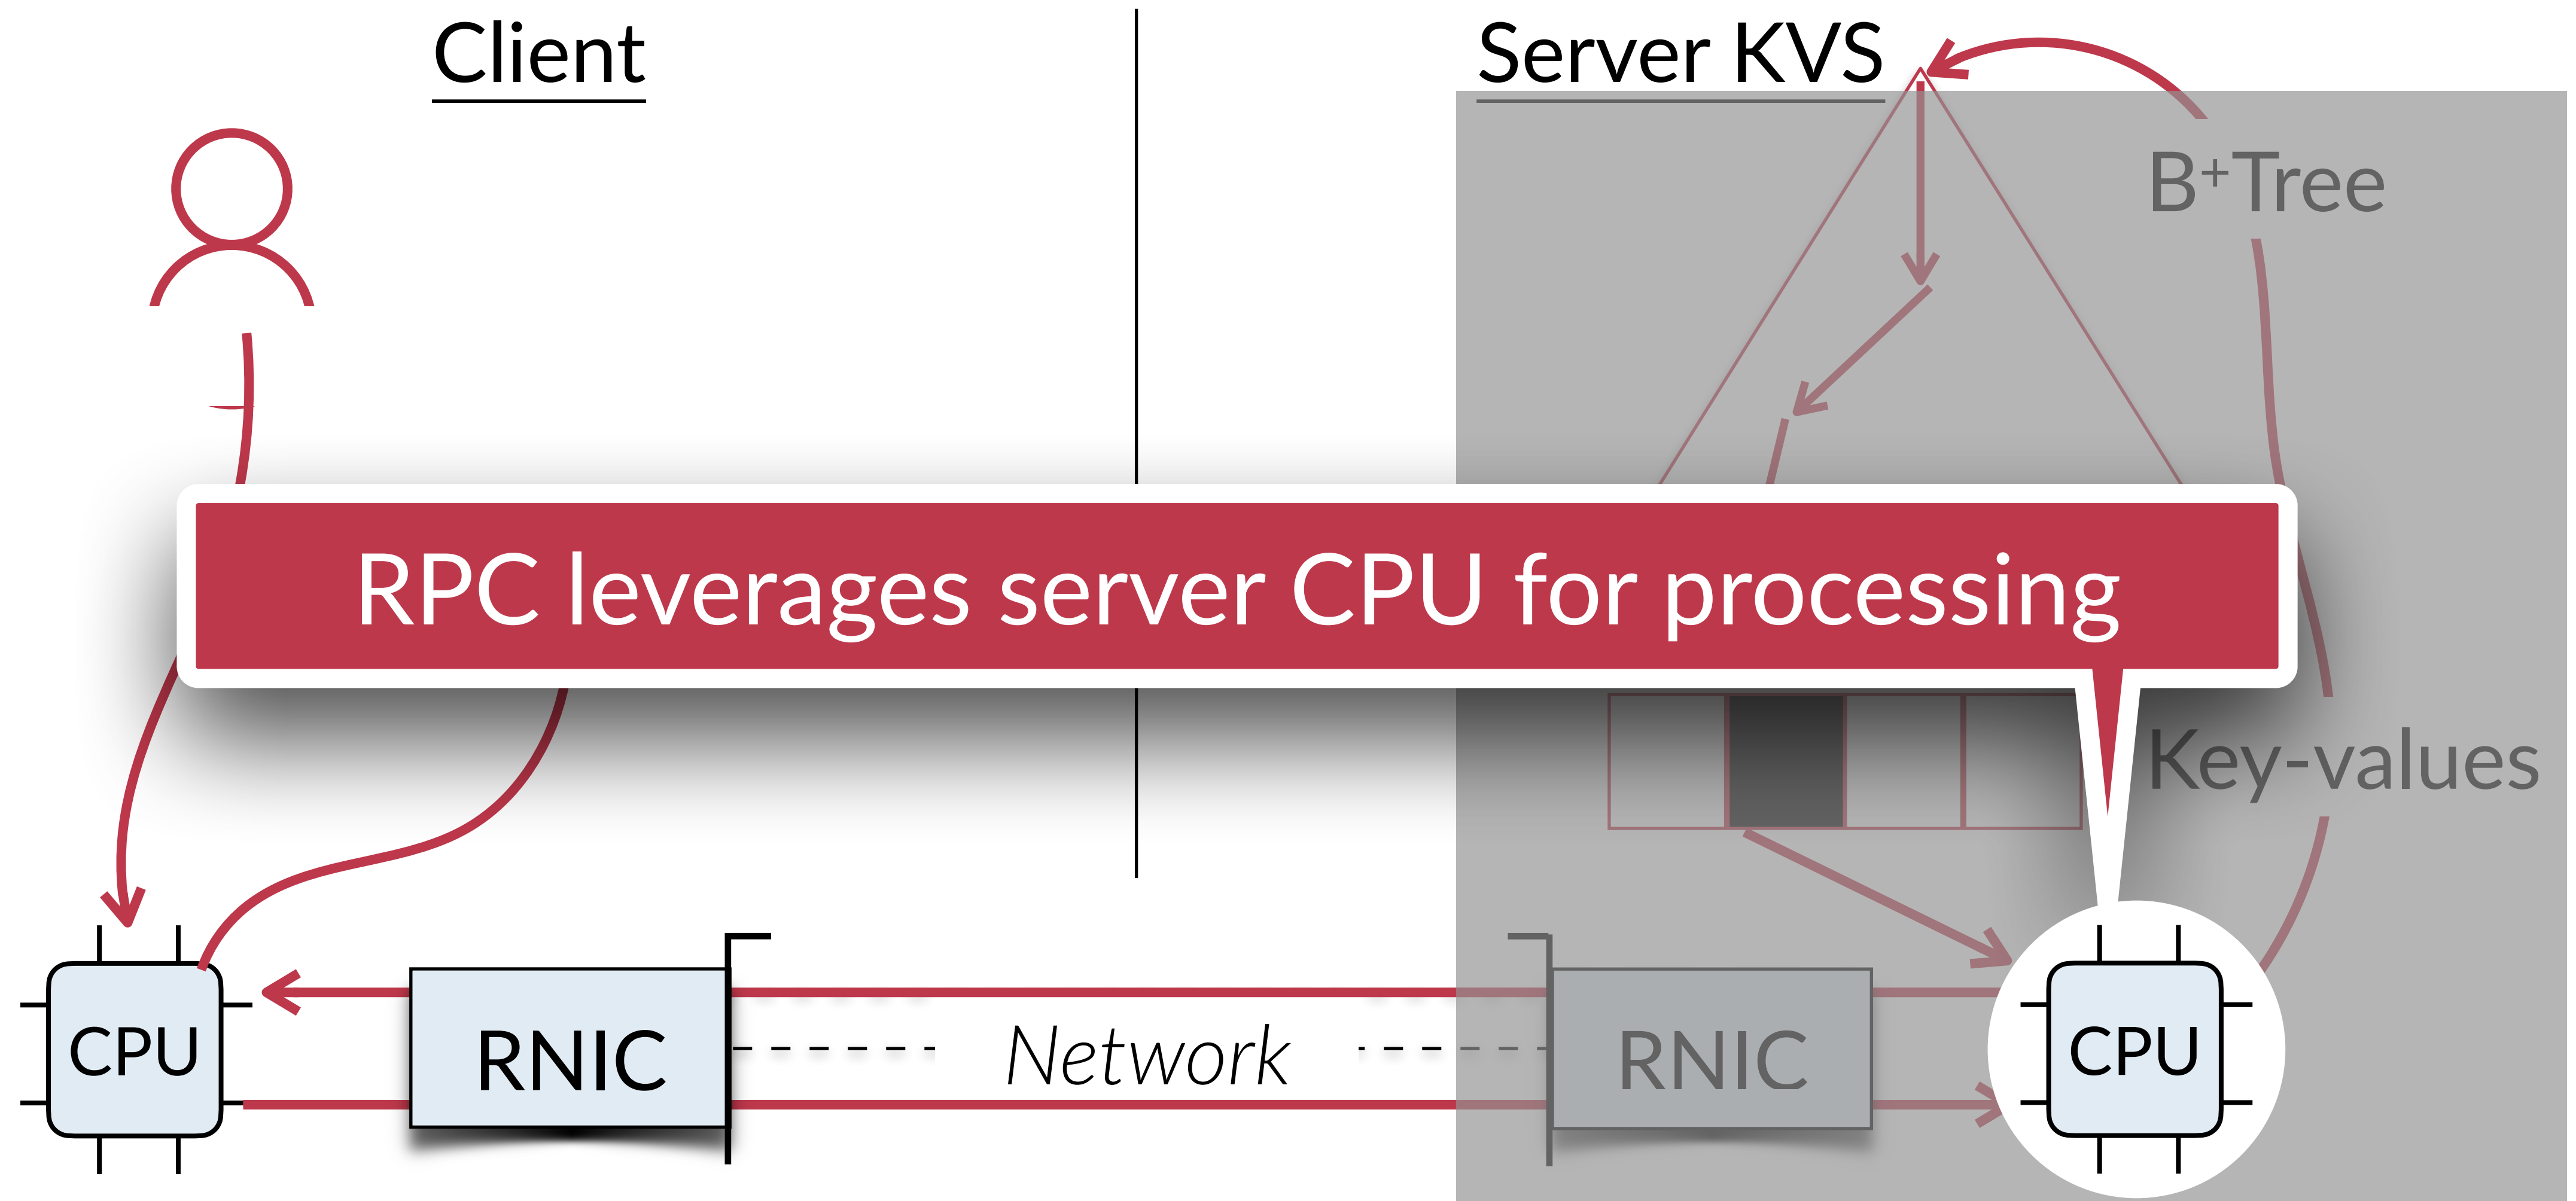 Client
Server KVS
B⁺Tree
RPC leverages server CPU for processing
Key-values
CPU
RNIC
Network
RNIC
CPU